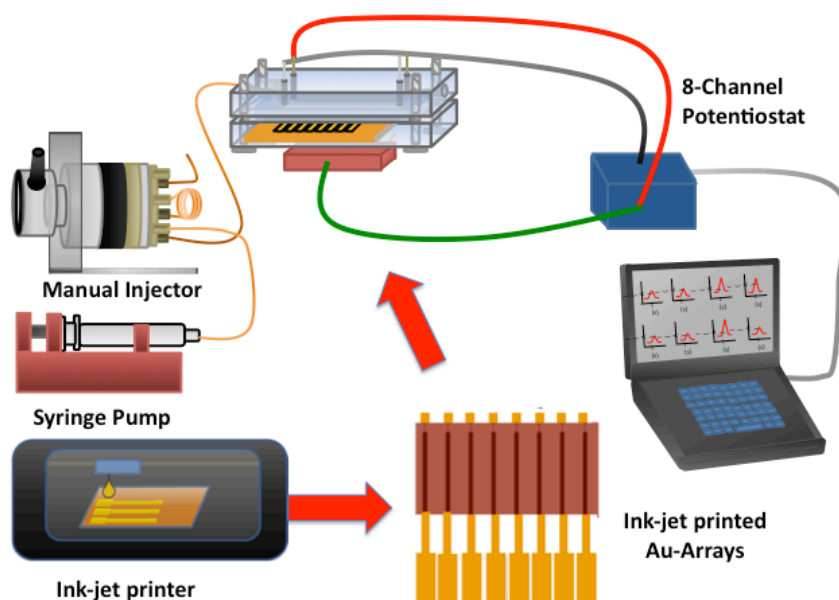 8-Channel
Potentiostat
Manual Injector
Syringe Pump
Ink-jet printer
Ink-jet printed
Au-Arrays